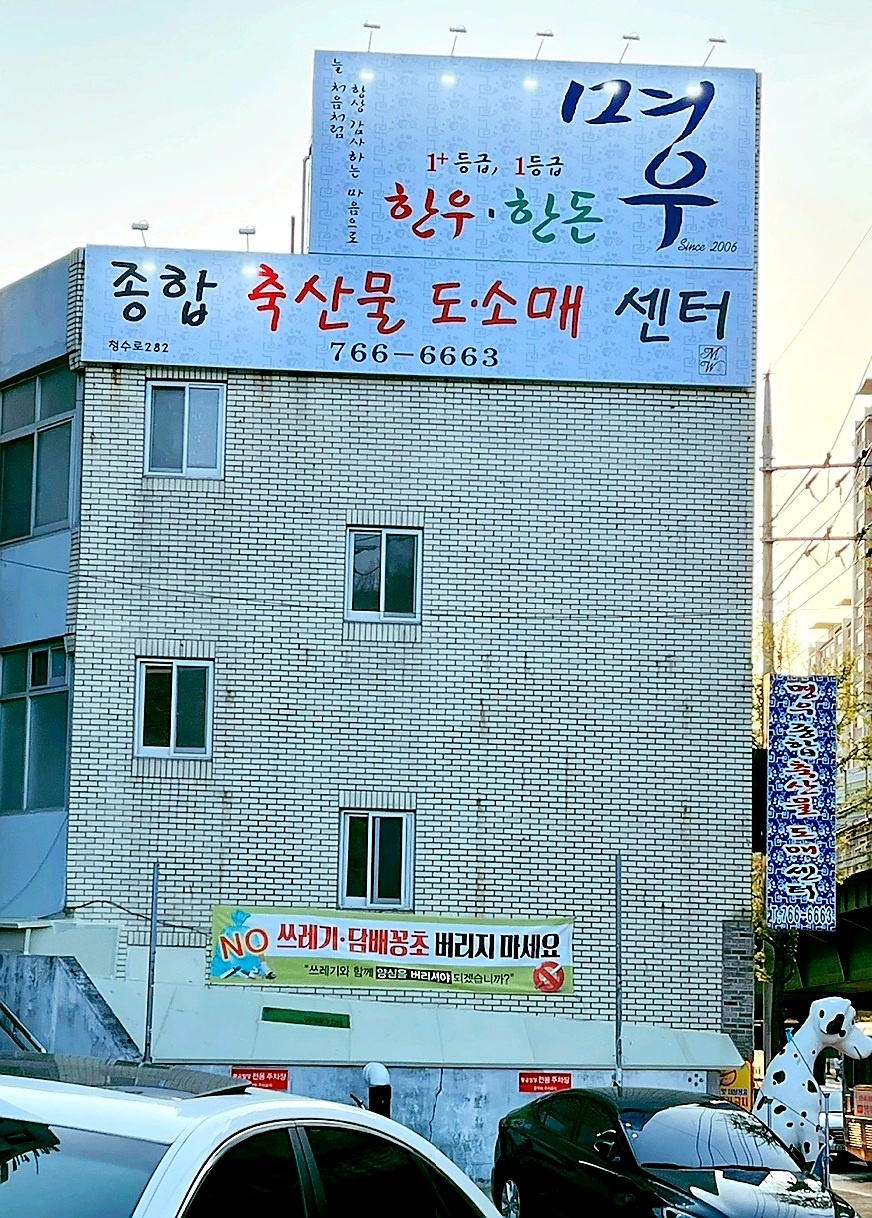 늘 처음처럼
항상 감사하는 마음으로
명우
1+등급, 1등급
한우·한돈
Since 2006
종합 축산물 도·소매 센터
청수로282
766-6663
MW
명우종합축산물도매센터
T.766-6663
NO 쓰레기·담배꽁초 버리지 마세요
"쓰레기와 함께 양심을 버리셔야 되겠습니까?"
전용 주차장
전용 주차장